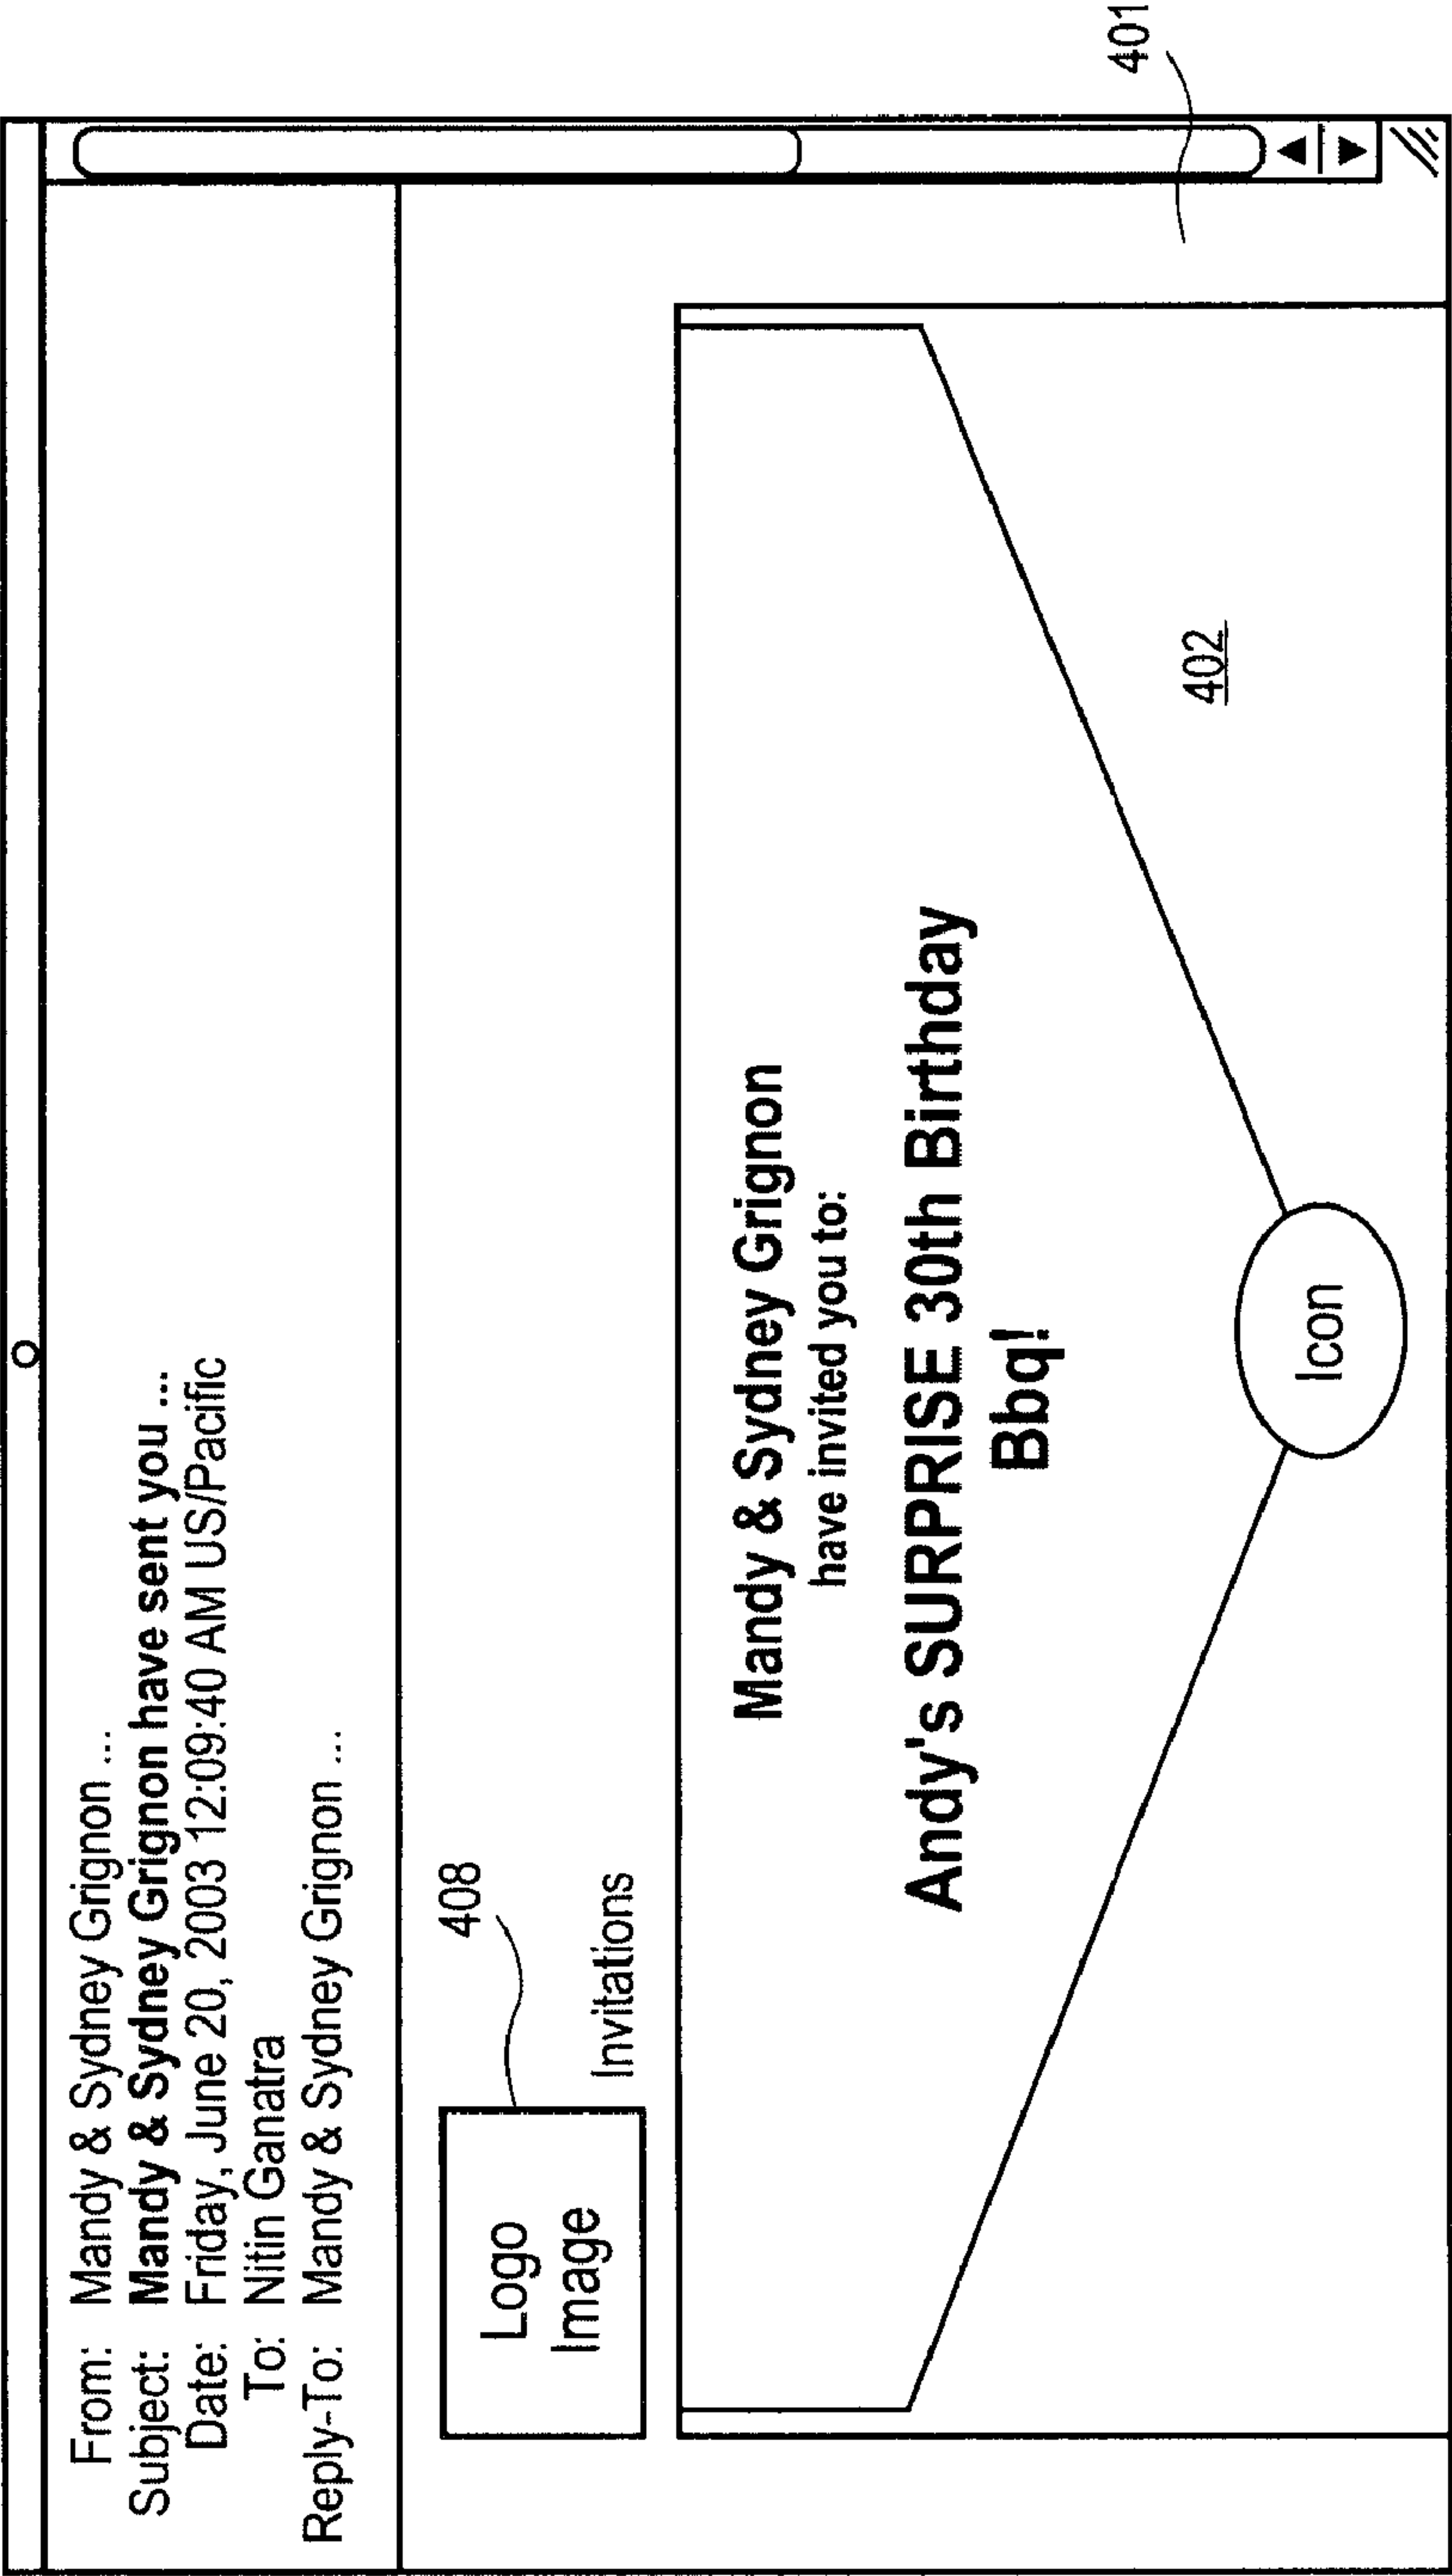 From: Mandy & Sydney Grignon ...
Subject: Mandy & Sydney Grignon have sent you ...
Date: Friday, June 20, 2003 12:09:40 AM US/Pacific
To: Nitin Ganatra
Reply-To: Mandy & Sydney Grignon ...
408
Logo
Image
Invitations
Mandy & Sydney Grignon
have invited you to:
Andy's SURPRISE 30th Birthday
Bbq!
402
Icon
401